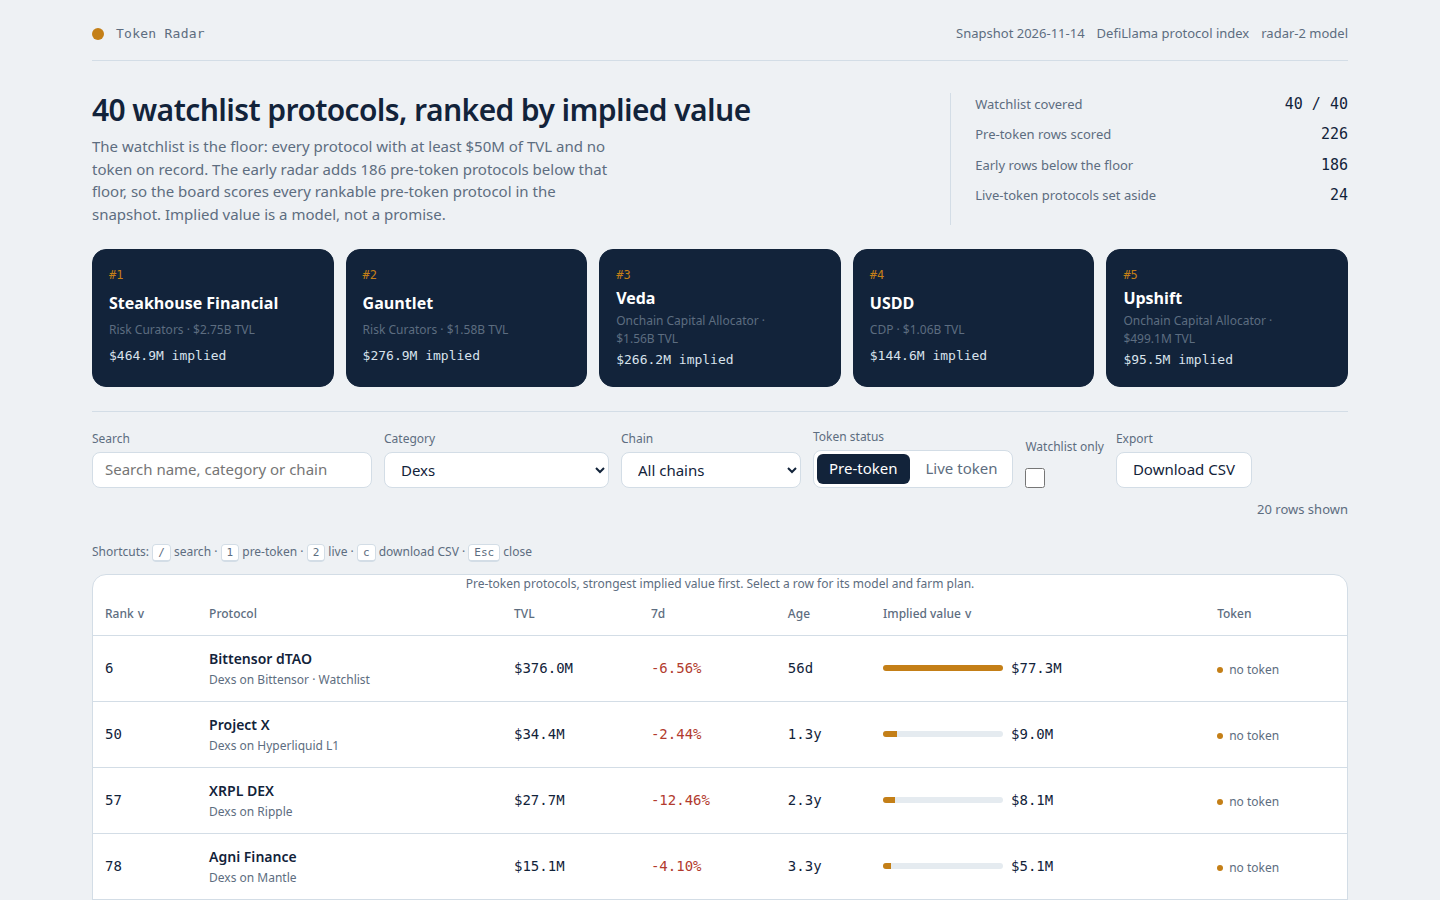 Token Radar
Snapshot 2026-11-14 DefiLlama protocol index radar-2 model
40 watchlist protocols, ranked by implied value
The watchlist is the floor: every protocol with at least $50M of TVL and no
token on record. The early radar adds 186 pre-token protocols below that
floor, so the board scores every rankable pre-token protocol in the
snapshot. Implied value is a model, not a promise.
Watchlist covered 40 / 40
Pre-token rows scored 226
Early rows below the floor 186
Live-token protocols set aside 24
#1
Steakhouse Financial
Risk Curators · $2.75B TVL
$464.9M implied
#2
Gauntlet
Risk Curators · $1.58B TVL
$276.9M implied
#3
Veda
Onchain Capital Allocator ·
$1.56B TVL
$266.2M implied
#4
USDD
CDP · $1.06B TVL
$144.6M implied
#5
Upshift
Onchain Capital Allocator ·
$499.1M TVL
$95.5M implied
Search
Search name, category or chain
Category
Dexs
Chain
All chains
Token status
Pre-token Live token
Watchlist only
Export
Download CSV
20 rows shown
Shortcuts: / search · 1 pre-token · 2 live · c download CSV · Esc close
Pre-token protocols, strongest implied value first. Select a row for its model and farm plan.
Rank v Protocol TVL 7d Age Implied value v Token
6 Bittensor dTAO $376.0M -6.56% 56d $77.3M no token
Dexs on Bittensor · Watchlist
50 Project X $34.4M -2.44% 1.3y $9.0M no token
Dexs on Hyperliquid L1
57 XRPL DEX $27.7M -12.46% 2.3y $8.1M no token
Dexs on Ripple
78 Agni Finance $15.1M -4.10% 3.3y $5.1M no token
Dexs on Mantle